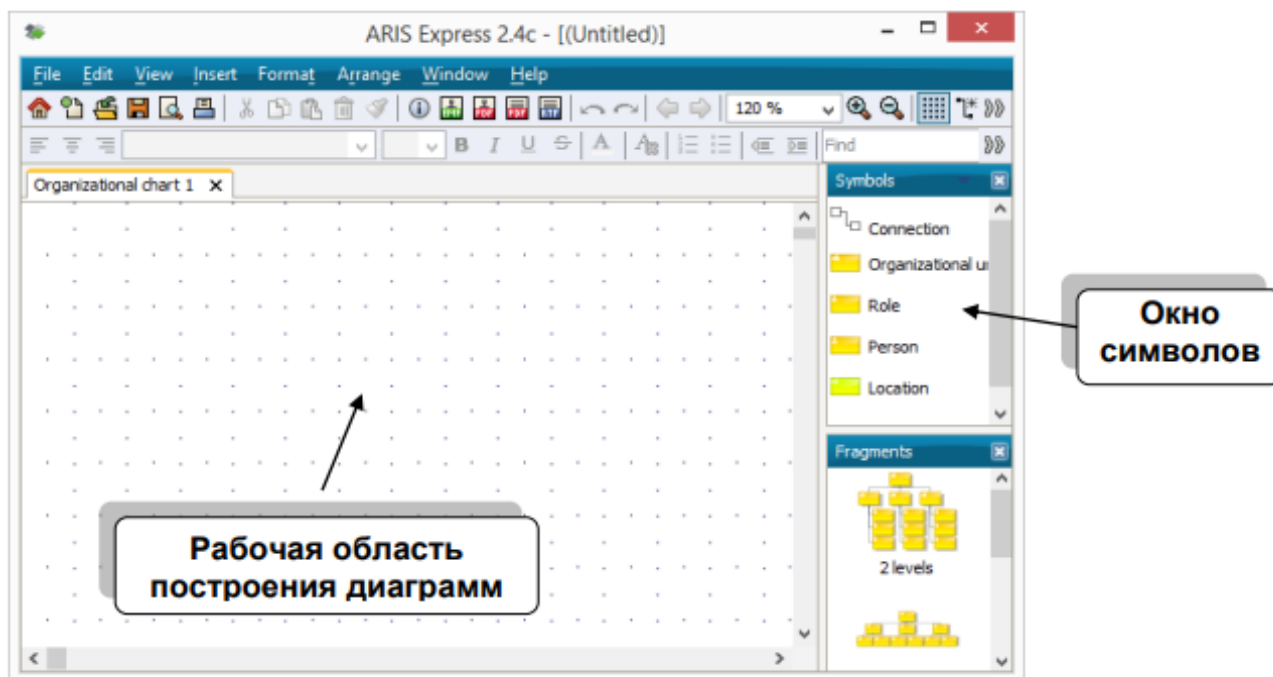 ARIS Express 2.4c - [(Untitled)]
File Edit View Insert Format Arrange Window Help
120 %
B I U S A
Find
Organizational chart 1
Symbols
Connection
Organizational u
Role
Person
Location
Окно
символов
Fragments
2 levels
Рабочая область
построения диаграмм